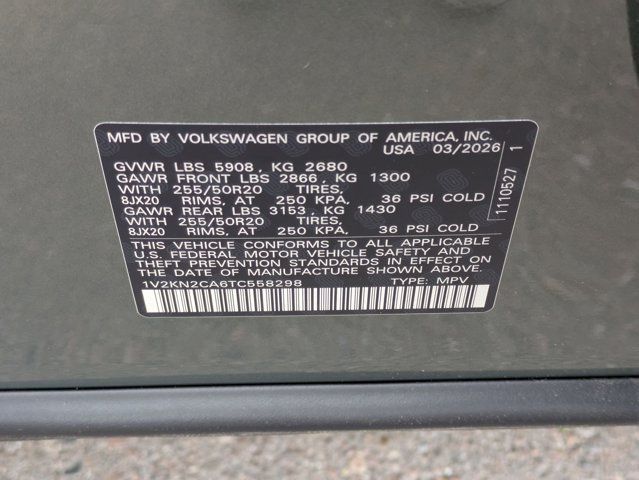 MFD BY VOLKSWAGEN GROUP OF AMERICA, INC.
USA 03/2026
GVWR LBS 5908, KG 2680
GAWR FRONT LBS 2866, KG 1300
WITH 255/50R20 TIRES,
8JX20 RIMS, AT 250 KPA, 36 PSI COLD
GAWR REAR LBS 3153, KG 1430
WITH 255/50R20 TIRES,
8JX20 RIMS, AT 250 KPA, 36 PSI COLD
THIS VEHICLE CONFORMS TO ALL APPLICABLE
U.S. FEDERAL MOTOR VEHICLE SAFETY AND
THEFT PREVENTION STANDARDS IN EFFECT ON
THE DATE OF MANUFACTURE SHOWN ABOVE.
1V2KN2CA6TC558298 TYPE: MPV
1110527 1